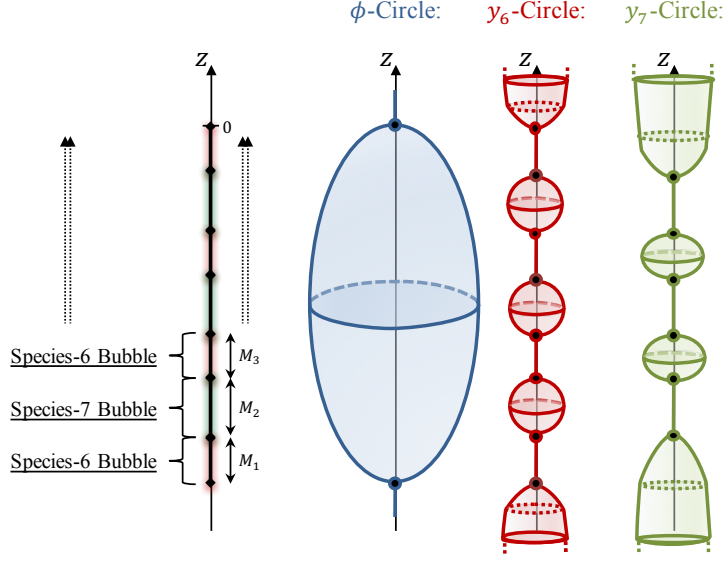 ϕ-Circle: y₆-Circle: y₇-Circle:
z z z z
0
Species-6 Bubble M₃
Species-7 Bubble M₂
Species-6 Bubble M₁